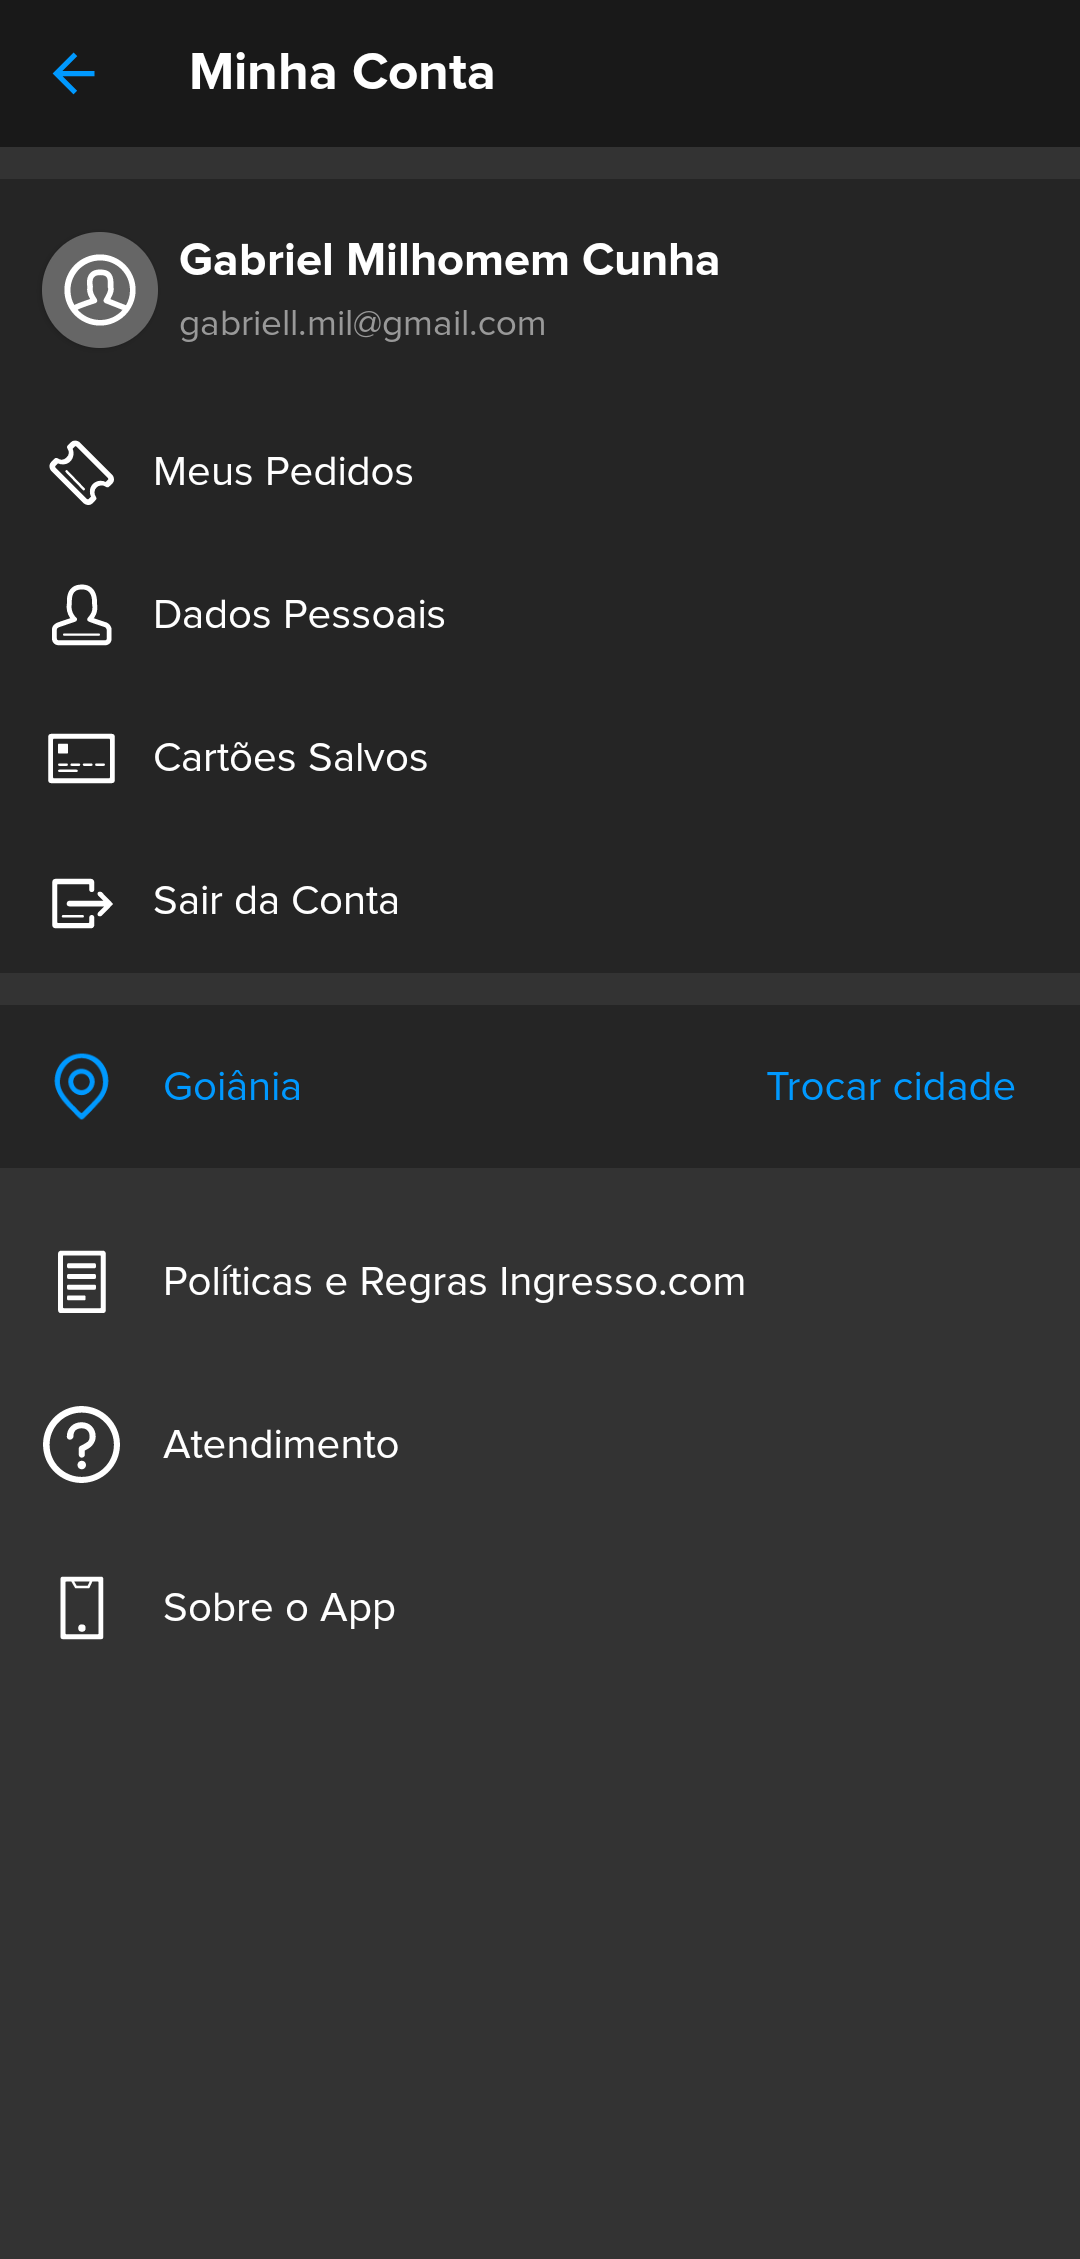 Minha Conta
Gabriel Milhomem Cunha
gabriell.mil@gmail.com
Meus Pedidos
Dados Pessoais
Cartões Salvos
Sair da Conta
Goiânia Trocar cidade
Políticas e Regras Ingresso.com
Atendimento
Sobre o App